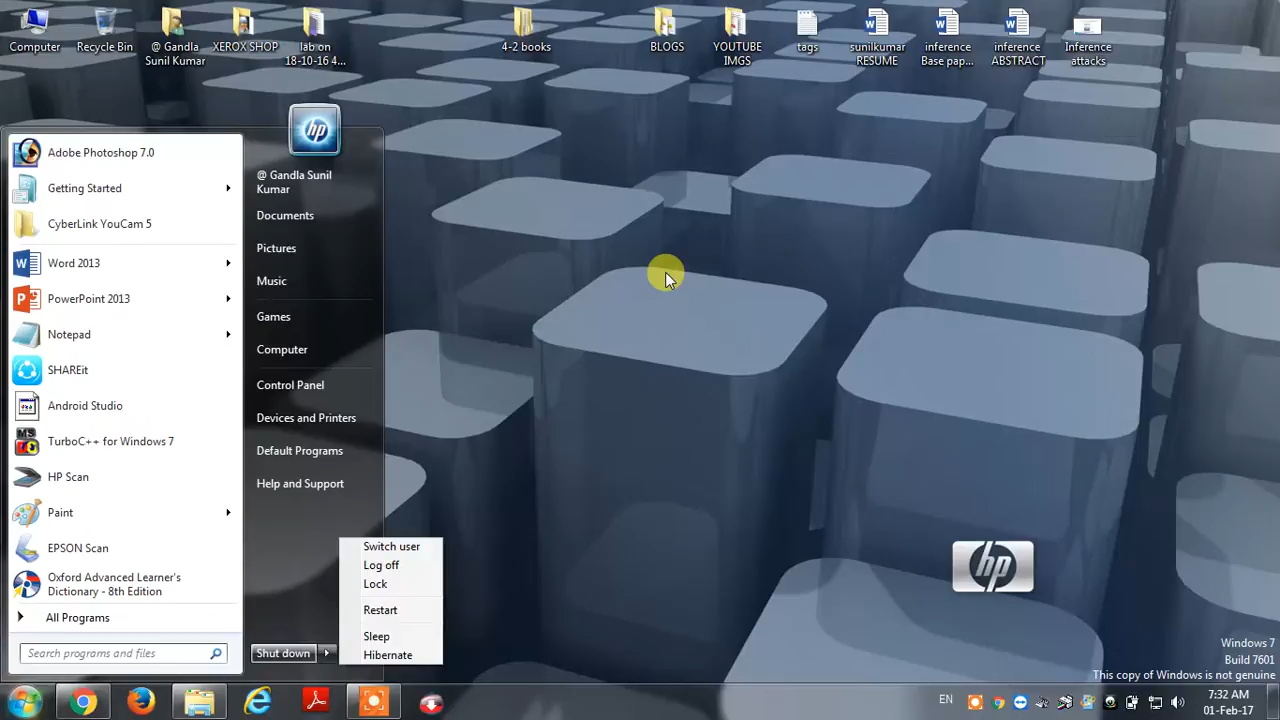 Computer
Recycle Bin
@ Gandla
Sunil Kumar
XEROX SHOP
lab on
18-10-16 4...
4-2 books
BLOGS
YOUTUBE
IMGS
tags
sunilkumar
RESUME
inference
Base pap...
inference
ABSTRACT
Inference
attacks
hp
Adobe Photoshop 7.0
Getting Started
CyberLink YouCam 5
Word 2013
PowerPoint 2013
Notepad
SHAREit
Android Studio
TurboC++ for Windows 7
HP Scan
Paint
EPSON Scan
Oxford Advanced Learner's
Dictionary - 8th Edition
All Programs
Search programs and files
@ Gandla Sunil
Kumar
Documents
Pictures
Music
Games
Computer
Control Panel
Devices and Printers
Default Programs
Help and Support
Shut down
Switch user
Log off
Lock
Restart
Sleep
Hibernate
hp
Windows 7
Build 7601
This copy of Windows is not genuine
EN
7:32 AM
01-Feb-17